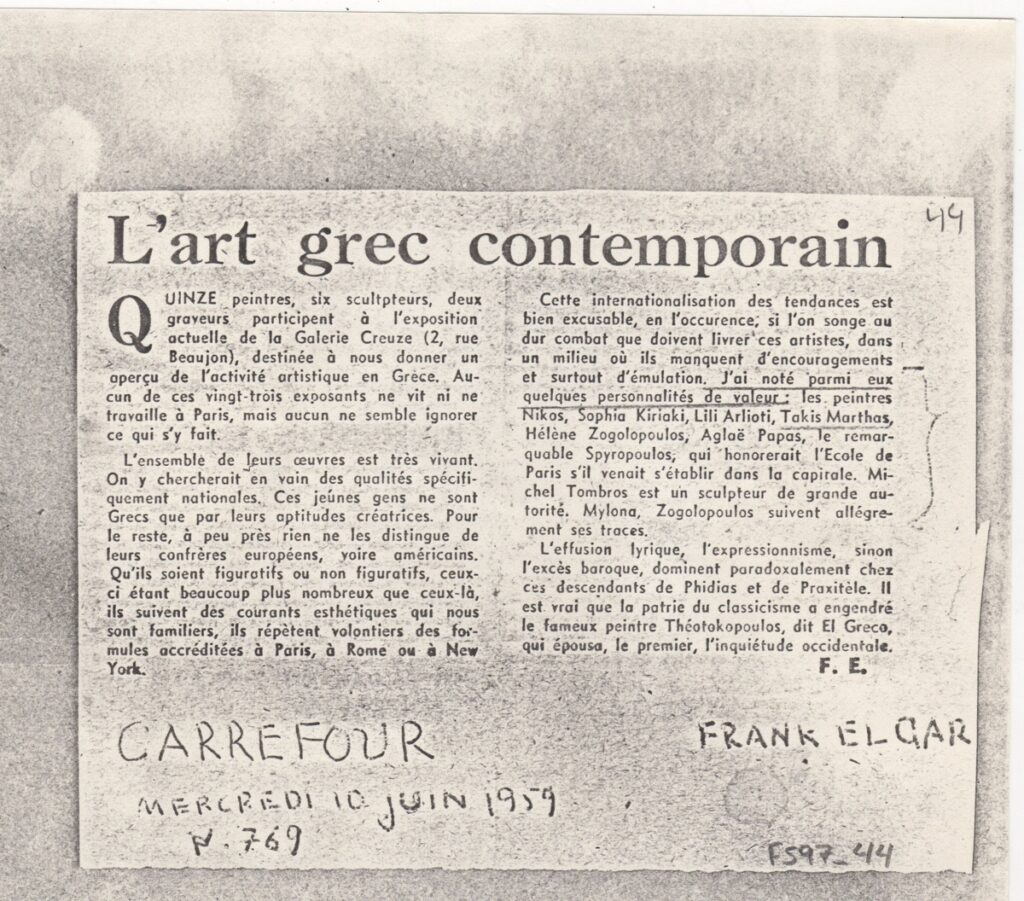 44
L'art grec contemporain
QUINZE peintres, six scultpteurs, deux
graveurs participent à l'exposition
actuelle de la Galerie Creuze (2, rue
Beaujon), destinée à nous donner un
aperçu de l'activité artistique en Grèce. Au-
cun de ces vingt-trois exposants ne vit ni ne
travaille à Paris, mais aucun ne semble ignorer
ce qui s'y fait.
L'ensemble de leurs œuvres est très vivant.
On y chercherait en vain des qualités spécifi-
quement nationales. Ces jeunes gens ne sont
Grecs que par leurs aptitudes créatrices. Pour
le reste, à peu près rien ne les distingue de
leurs confrères européens, voire américains.
Qu'ils soient figuratifs ou non figuratifs, ceux-
ci étant beaucoup plus nombreux que ceux-là,
ils suivent des courants esthétiques qui nous
sont familiers, ils répètent volontiers des for-
mules accréditées à Paris, à Rome ou à New
York.
Cette internationalisation des tendances est
bien excusable, en l'occurence, si l'on songe au
dur combat que doivent livrer ces artistes, dans
un milieu où ils manquent d'encouragements
et surtout d'émulation. J'ai noté parmi eux
quelques personnalités de valeur : les peintres
Nikos, Sophia Kiriaki, Lili Arlioti, Takis Marthas,
Hélène Zogolopoulos, Aglaë Papas, le remar-
quable Spyropoulos, qui honorerait l'Ecole de
Paris s'il venait s'établir dans la capitale. Mi-
chel Tombros est un sculpteur de grande au-
torité. Mylona, Zogolopoulos suivent allégre-
ment ses traces.
L'effusion lyrique, l'expressionnisme, sinon
l'excès baroque, dominent paradoxalement chez
ces descendants de Phidias et de Praxitèle. Il
est vrai que la patrie du classicisme a engendré
le fameux peintre Théotokopoulos, dit El Greco,
qui épousa, le premier, l'inquiétude occidentale.
F. E.
CARREFOUR
FRANK ELGAR
MERCREDI 10 JUIN 1959
N. 769
FS97_44